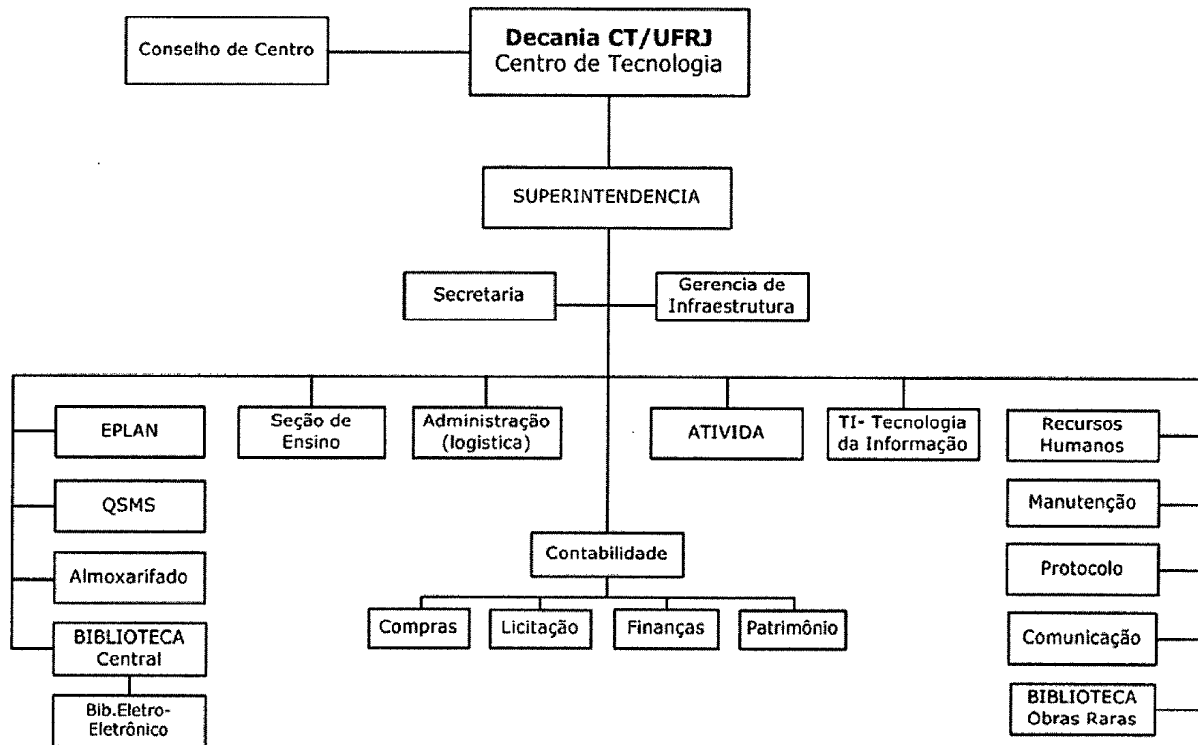 Conselho de Centro
Decania CT/UFRJ
Centro de Tecnologia
SUPERINTENDENCIA
Secretaria
Gerencia de
Infraestrutura
EPLAN
Seção de
Ensino
Administração
(logistica)
ATIVIDA
TI- Tecnologia
da Informação
Recursos
Humanos
QSMS
Manutenção
Contabilidade
Almoxarifado
Protocolo
Compras
Licitação
Finanças
Patrimônio
BIBLIOTECA
Central
Comunicação
Bib.Eletro-
Eletrônico
BIBLIOTECA
Obras Raras